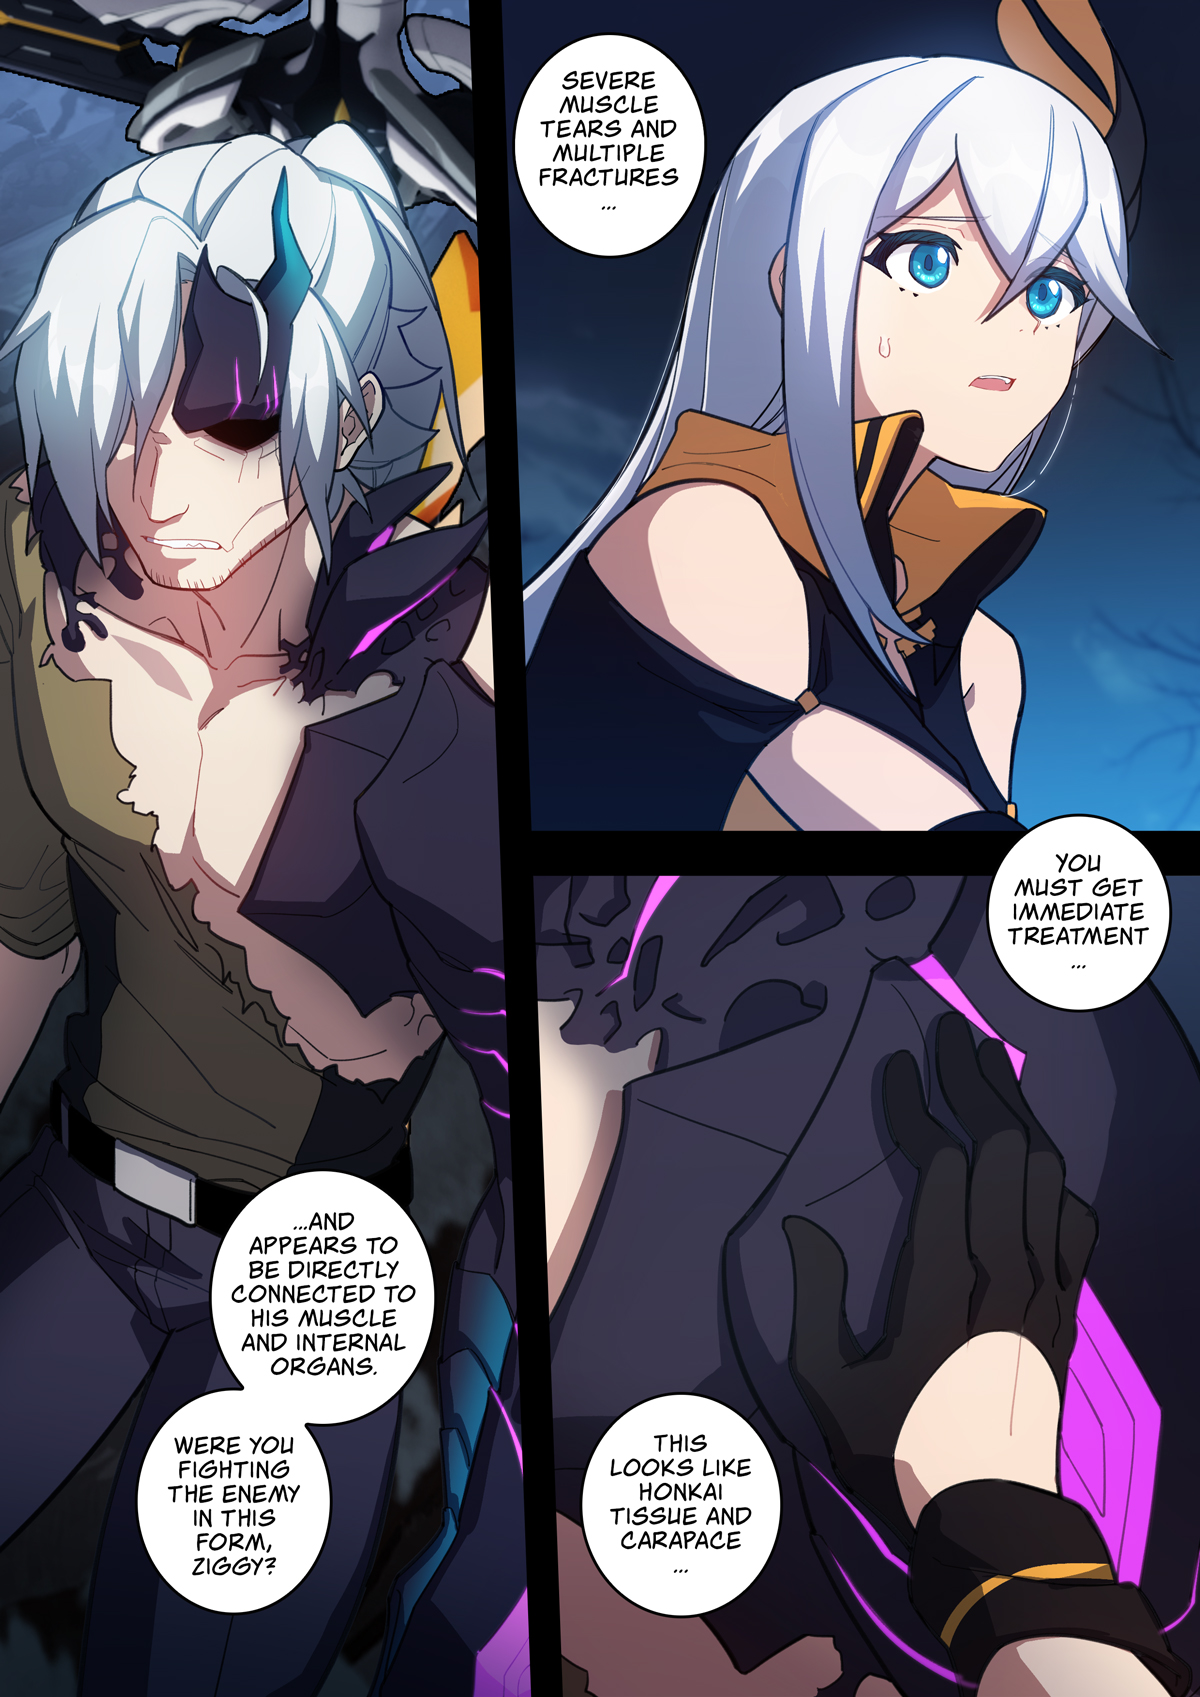 SEVERE
MUSCLE
TEARS AND
MULTIPLE
FRACTURES
...
YOU
MUST GET
IMMEDIATE
TREATMENT
...
THIS
LOOKS LIKE
HONKAI
TISSUE AND
CARAPACE
...
...AND
APPEARS TO
BE DIRECTLY
CONNECTED TO
HIS MUSCLE
AND INTERNAL
ORGANS.
WERE YOU
FIGHTING
THE ENEMY
IN THIS
FORM,
ZIGGY?